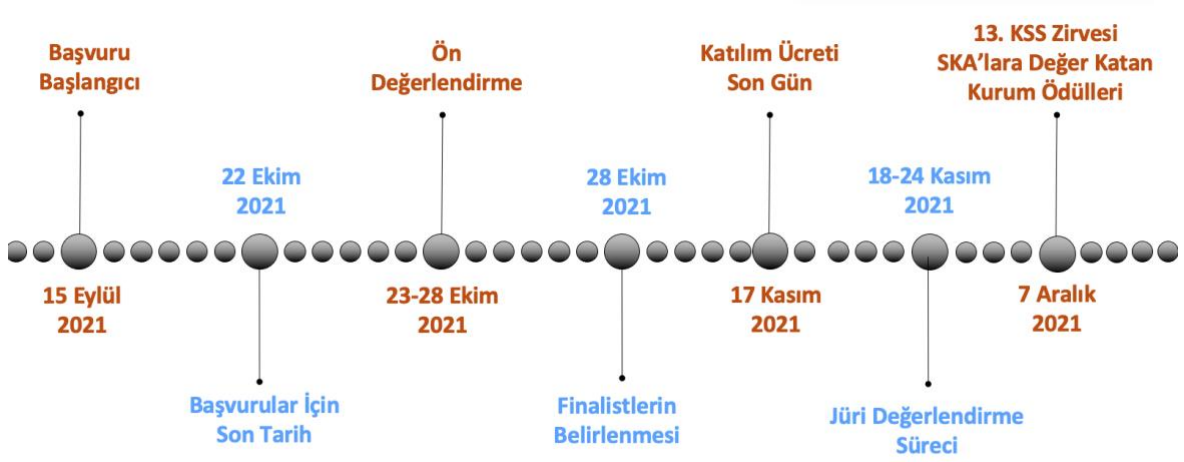 Başvuru
Başlangıcı
15 Eylül
2021
22 Ekim
2021
Başvurular İçin
Son Tarih
Ön
Değerlendirme
23-28 Ekim
2021
28 Ekim
2021
Finalistlerin
Belirlenmesi
Katılım Ücreti
Son Gün
17 Kasım
2021
18-24 Kasım
2021
Jüri Değerlendirme
Süreci
13. KSS Zirvesi
SKA’lara Değer Katan
Kurum Ödülleri
7 Aralık
2021